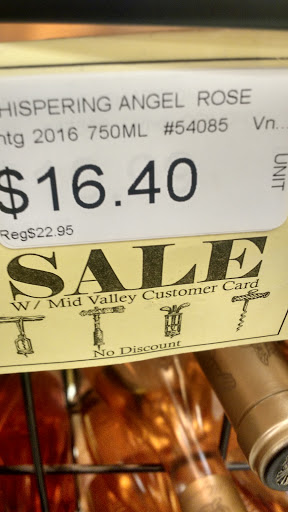 HISPERING ANGEL ROSE
ntg 2016 750ML #54085 Vn...
$16.40
UNIT
Reg$22.95
SALE
W/ Mid Valley Customer Card
No Discount